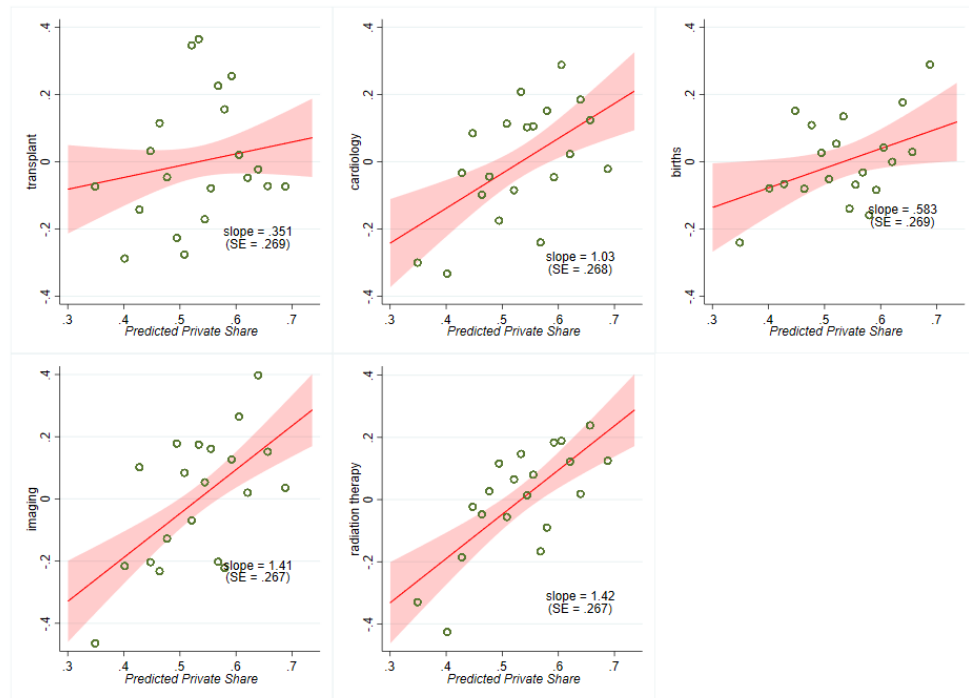 transplant
.4
.2
0
-.2
-.4
slope = .351
(SE = .269)
.3 .4 .5 .6 .7
Predicted Private Share
cardiology
.4
.2
0
-.2
-.4
slope = 1.03
(SE = .268)
.3 .4 .5 .6 .7
Predicted Private Share
births
.4
.2
0
-.2
-.4
slope = .583
(SE = .269)
.3 .4 .5 .6 .7
Predicted Private Share
imaging
.4
.2
0
-.2
-.4
slope = 1.41
(SE = .267)
.3 .4 .5 .6 .7
Predicted Private Share
radiation therapy
.4
.2
0
-.2
-.4
slope = 1.42
(SE = .267)
.3 .4 .5 .6 .7
Predicted Private Share